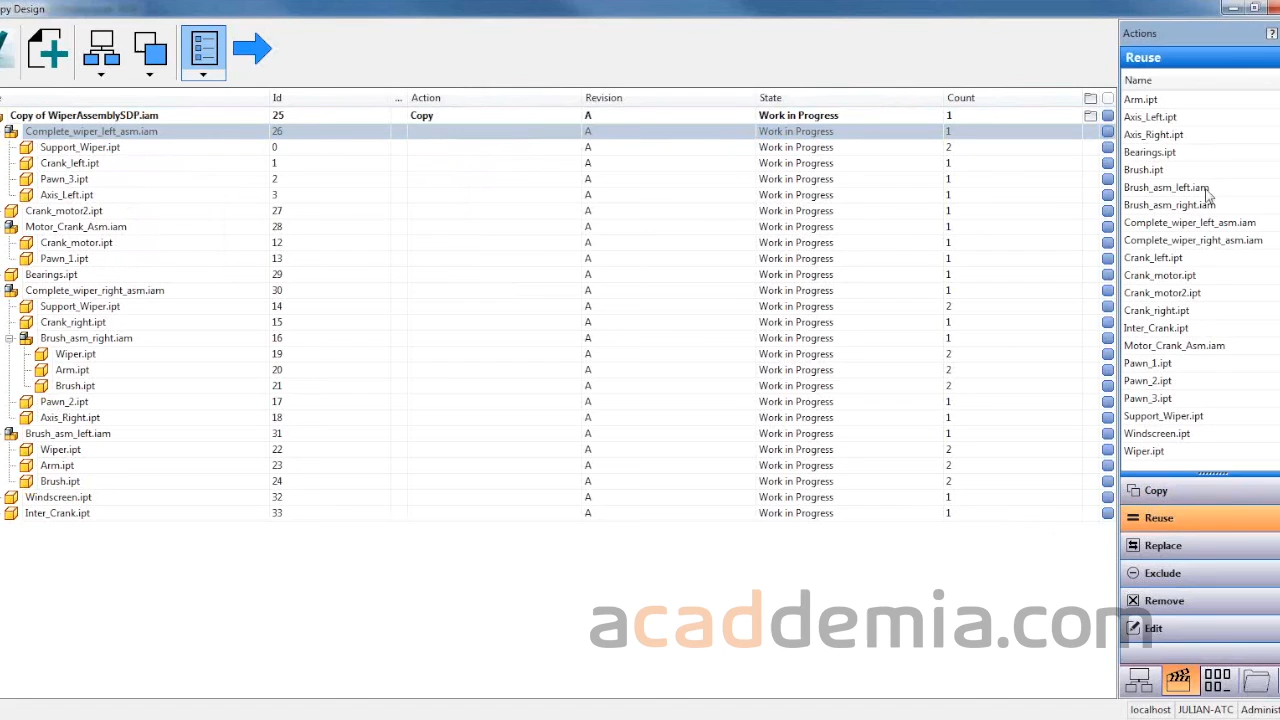 py Design
Id ... Action Revision State Count
Copy of WiperAssemblySDP.iam 25 Copy A Work in Progress 1
Complete_wiper_left_asm.iam 26 A Work in Progress 1
Support_Wiper.ipt 0 A Work in Progress 2
Crank_left.ipt 1 A Work in Progress 1
Pawn_3.ipt 2 A Work in Progress 1
Axis_Left.ipt 3 A Work in Progress 1
Crank_motor2.ipt 27 A Work in Progress 1
Motor_Crank_Asm.iam 28 A Work in Progress 1
Crank_motor.ipt 12 A Work in Progress 1
Pawn_1.ipt 13 A Work in Progress 1
Bearings.ipt 29 A Work in Progress 1
Complete_wiper_right_asm.iam 30 A Work in Progress 1
Support_Wiper.ipt 14 A Work in Progress 2
Crank_right.ipt 15 A Work in Progress 1
Brush_asm_right.iam 16 A Work in Progress 1
Wiper.ipt 19 A Work in Progress 2
Arm.ipt 20 A Work in Progress 2
Brush.ipt 21 A Work in Progress 2
Pawn_2.ipt 17 A Work in Progress 1
Axis_Right.ipt 18 A Work in Progress 1
Brush_asm_left.iam 31 A Work in Progress 1
Wiper.ipt 22 A Work in Progress 2
Arm.ipt 23 A Work in Progress 2
Brush.ipt 24 A Work in Progress 2
Windscreen.ipt 32 A Work in Progress 1
Inter_Crank.ipt 33 A Work in Progress 1
Actions ?
Reuse
Name
Arm.ipt
Axis_Left.ipt
Axis_Right.ipt
Bearings.ipt
Brush.ipt
Brush_asm_left.iam
Brush_asm_right.iam
Complete_wiper_left_asm.iam
Complete_wiper_right_asm.iam
Crank_left.ipt
Crank_motor.ipt
Crank_motor2.ipt
Crank_right.ipt
Inter_Crank.ipt
Motor_Crank_Asm.iam
Pawn_1.ipt
Pawn_2.ipt
Pawn_3.ipt
Support_Wiper.ipt
Windscreen.ipt
Wiper.ipt
Copy
Reuse
Replace
Exclude
Remove
Edit
acaddemia.com
localhost JULIAN-ATC Administ